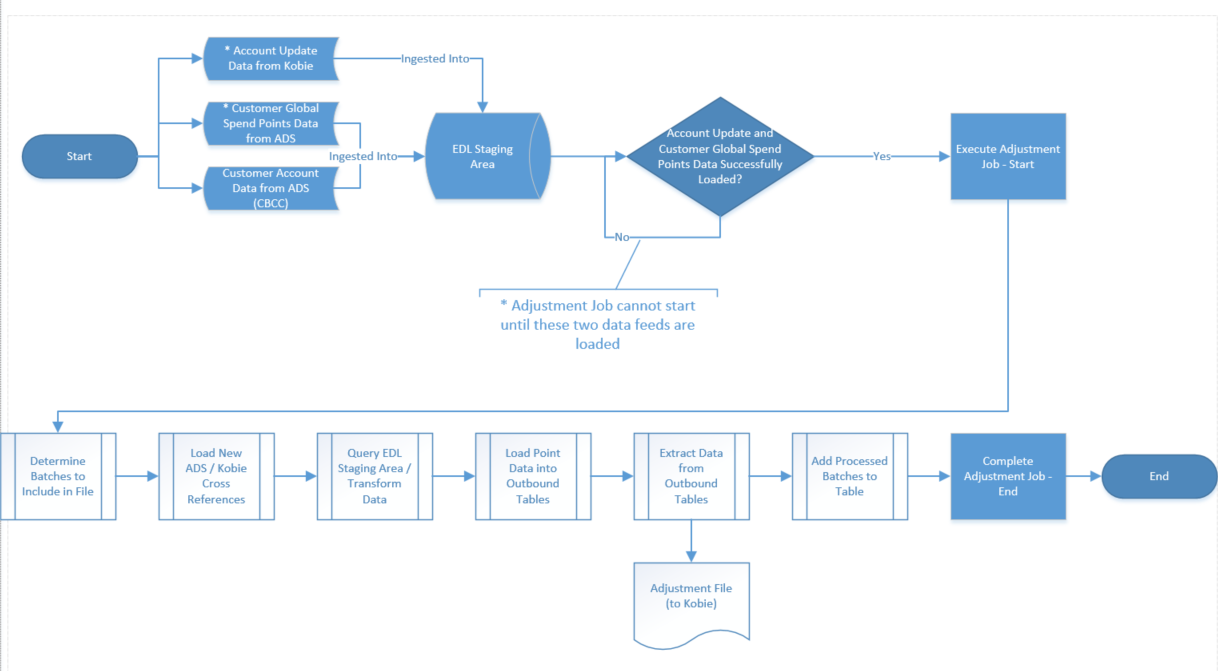 * Account Update
Data from Kobie
Ingested Into
* Customer Global
Spend Points Data
from ADS
Start
Ingested Into
EDL Staging
Area
Account Update and
Customer Global Spend
Points Data Successfully
Loaded?
Yes
Execute Adjustment
Job - Start
Customer Account
Data from ADS
(CBCC)
No
* Adjustment Job cannot start
until these two data feeds are
loaded
Determine
Batches to
Include in File
Load New
ADS / Kobie
Cross
References
Query EDL
Staging Area /
Transform
Data
Load Point
Data into
Outbound
Tables
Extract Data
from
Outbound
Tables
Add Processed
Batches to
Table
Complete
Adjustment Job -
End
End
Adjustment File
(to Kobie)